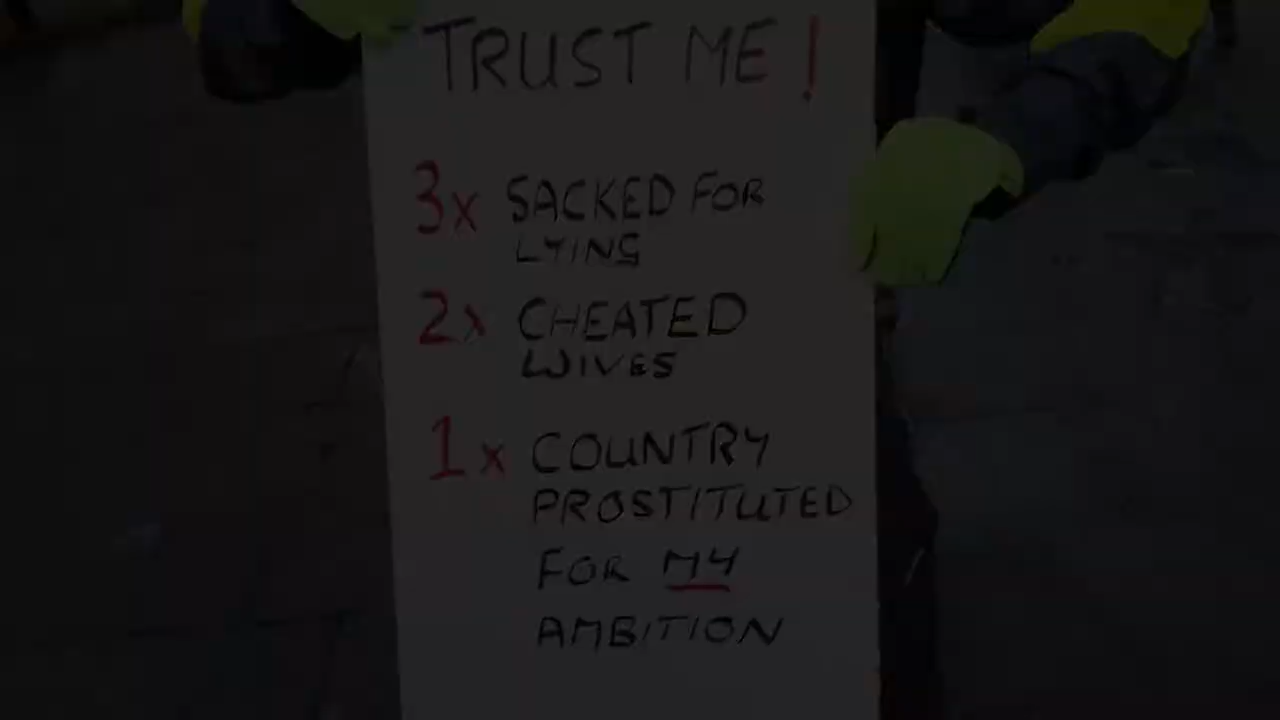 TRUST ME!
3x SACKED FOR
LYING
2x CHEATED
WIVES
1x COUNTRY
PROSTITUTED
FOR MY
AMBITION